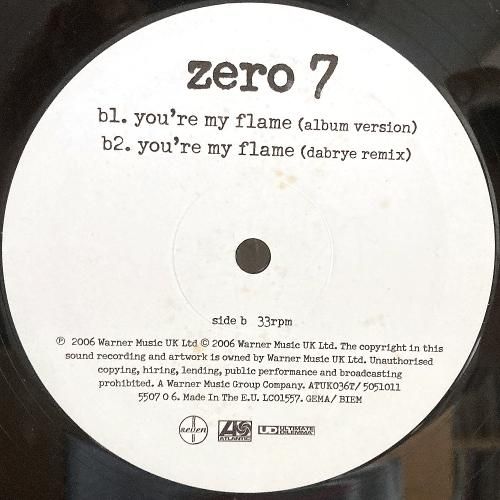 zero 7
b1. you're my flame (album version)
b2. you're my flame (dabrye remix)
side b 33rpm
℗ 2006 Warner Music UK Ltd © 2006 Warner Music UK Ltd. The copyright in this
sound recording and artwork is owned by Warner Music UK Ltd. Unauthorised
copying, hiring, lending, public performance and broadcasting
prohibited. A Warner Music Group Company. ATUK036T/ 5051011
5507 0 6. Made In The E.U. LC01557. GEMA/ BIEM
seven
ATLANTIC
UD ULTIMATE
DILEMMA